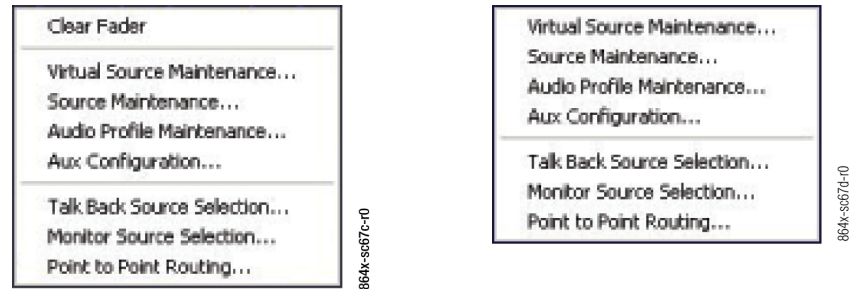 Clear Fader
Virtual Source Maintenance...
Source Maintenance...
Audio Profile Maintenance...
Aux Configuration...
Talk Back Source Selection...
Monitor Source Selection...
Point to Point Routing...
864x-sc67c-r0
Virtual Source Maintenance...
Source Maintenance...
Audio Profile Maintenance...
Aux Configuration...
Talk Back Source Selection...
Monitor Source Selection...
Point to Point Routing...
864x-sc67d-r0